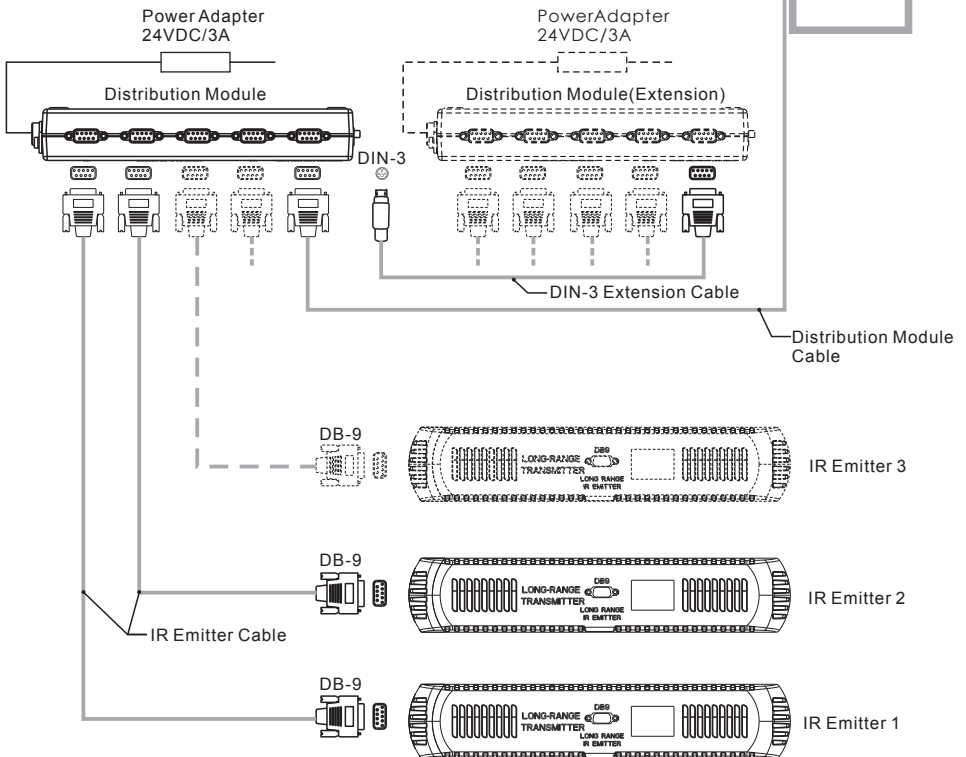 Power Adapter
24VDC/3A
PowerAdapter
24VDC/3A
Distribution Module
Distribution Module(Extension)
DIN-3
DIN-3 Extension Cable
Distribution Module
Cable
DB-9
LONG-RANGE
TRANSMITTER
DB9
LONG RANGE
IR EMITTER
IR Emitter 3
DB-9
LONG-RANGE
TRANSMITTER
DB9
LONG RANGE
IR EMITTER
IR Emitter 2
IR Emitter Cable
DB-9
LONG-RANGE
TRANSMITTER
DB9
LONG RANGE
IR EMITTER
IR Emitter 1